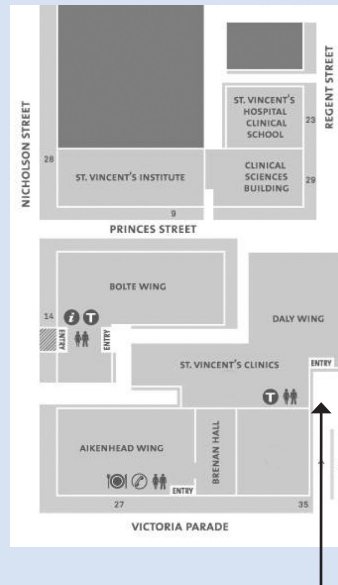 NICHOLSON STREET
REGENT STREET
ST. VINCENT'S
HOSPITAL
CLINICAL
SCHOOL
23
28
ST. VINCENT'S INSTITUTE
CLINICAL
SCIENCES
BUILDING
29
9
PRINCES STREET
BOLTE WING
14
i
T
ENTRY
ENTRY
DALY WING
ST. VINCENT'S CLINICS
ENTRY
T
AIKENHEAD WING
BRENAN HALL
ENTRY
27
35
VICTORIA PARADE